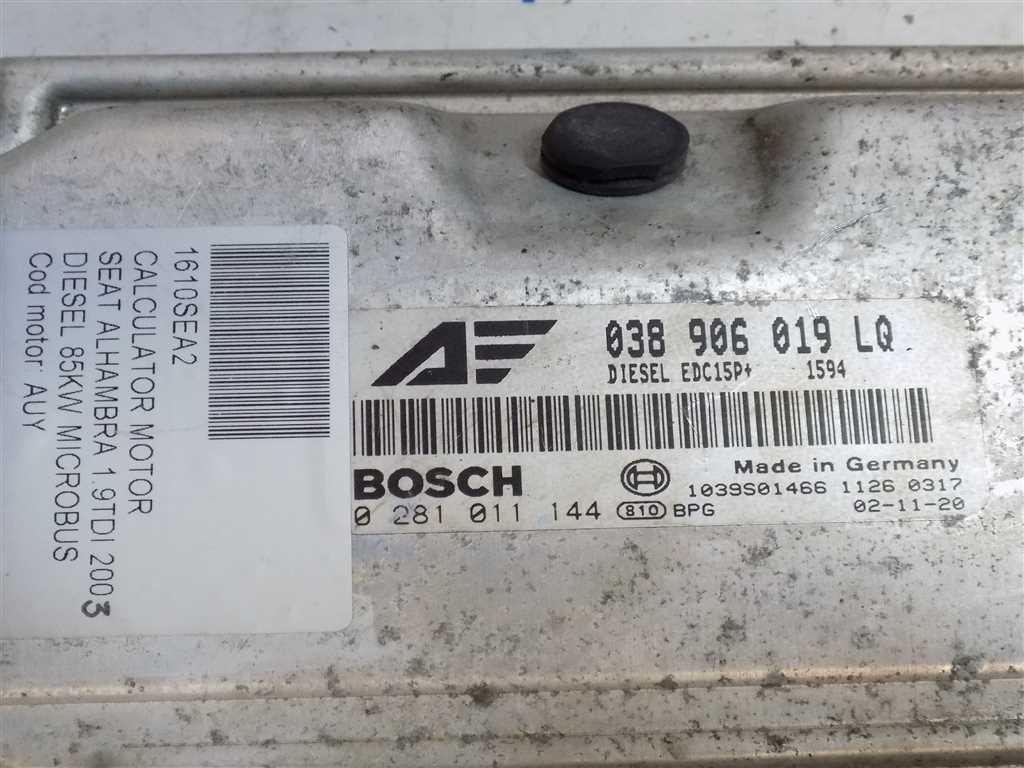 1610SEA2
CALCULATOR MOTOR
SEAT ALHAMBRA 1.9TDI 2003
DIESEL 85KW MICROBUS
Cod motor: AUY
038 906 019 LQ
DIESEL EDC15P+ 1594
BOSCH
Made in Germany
1039S01466 1126 0317
0 281 011 144 810 BPG 02-11-20